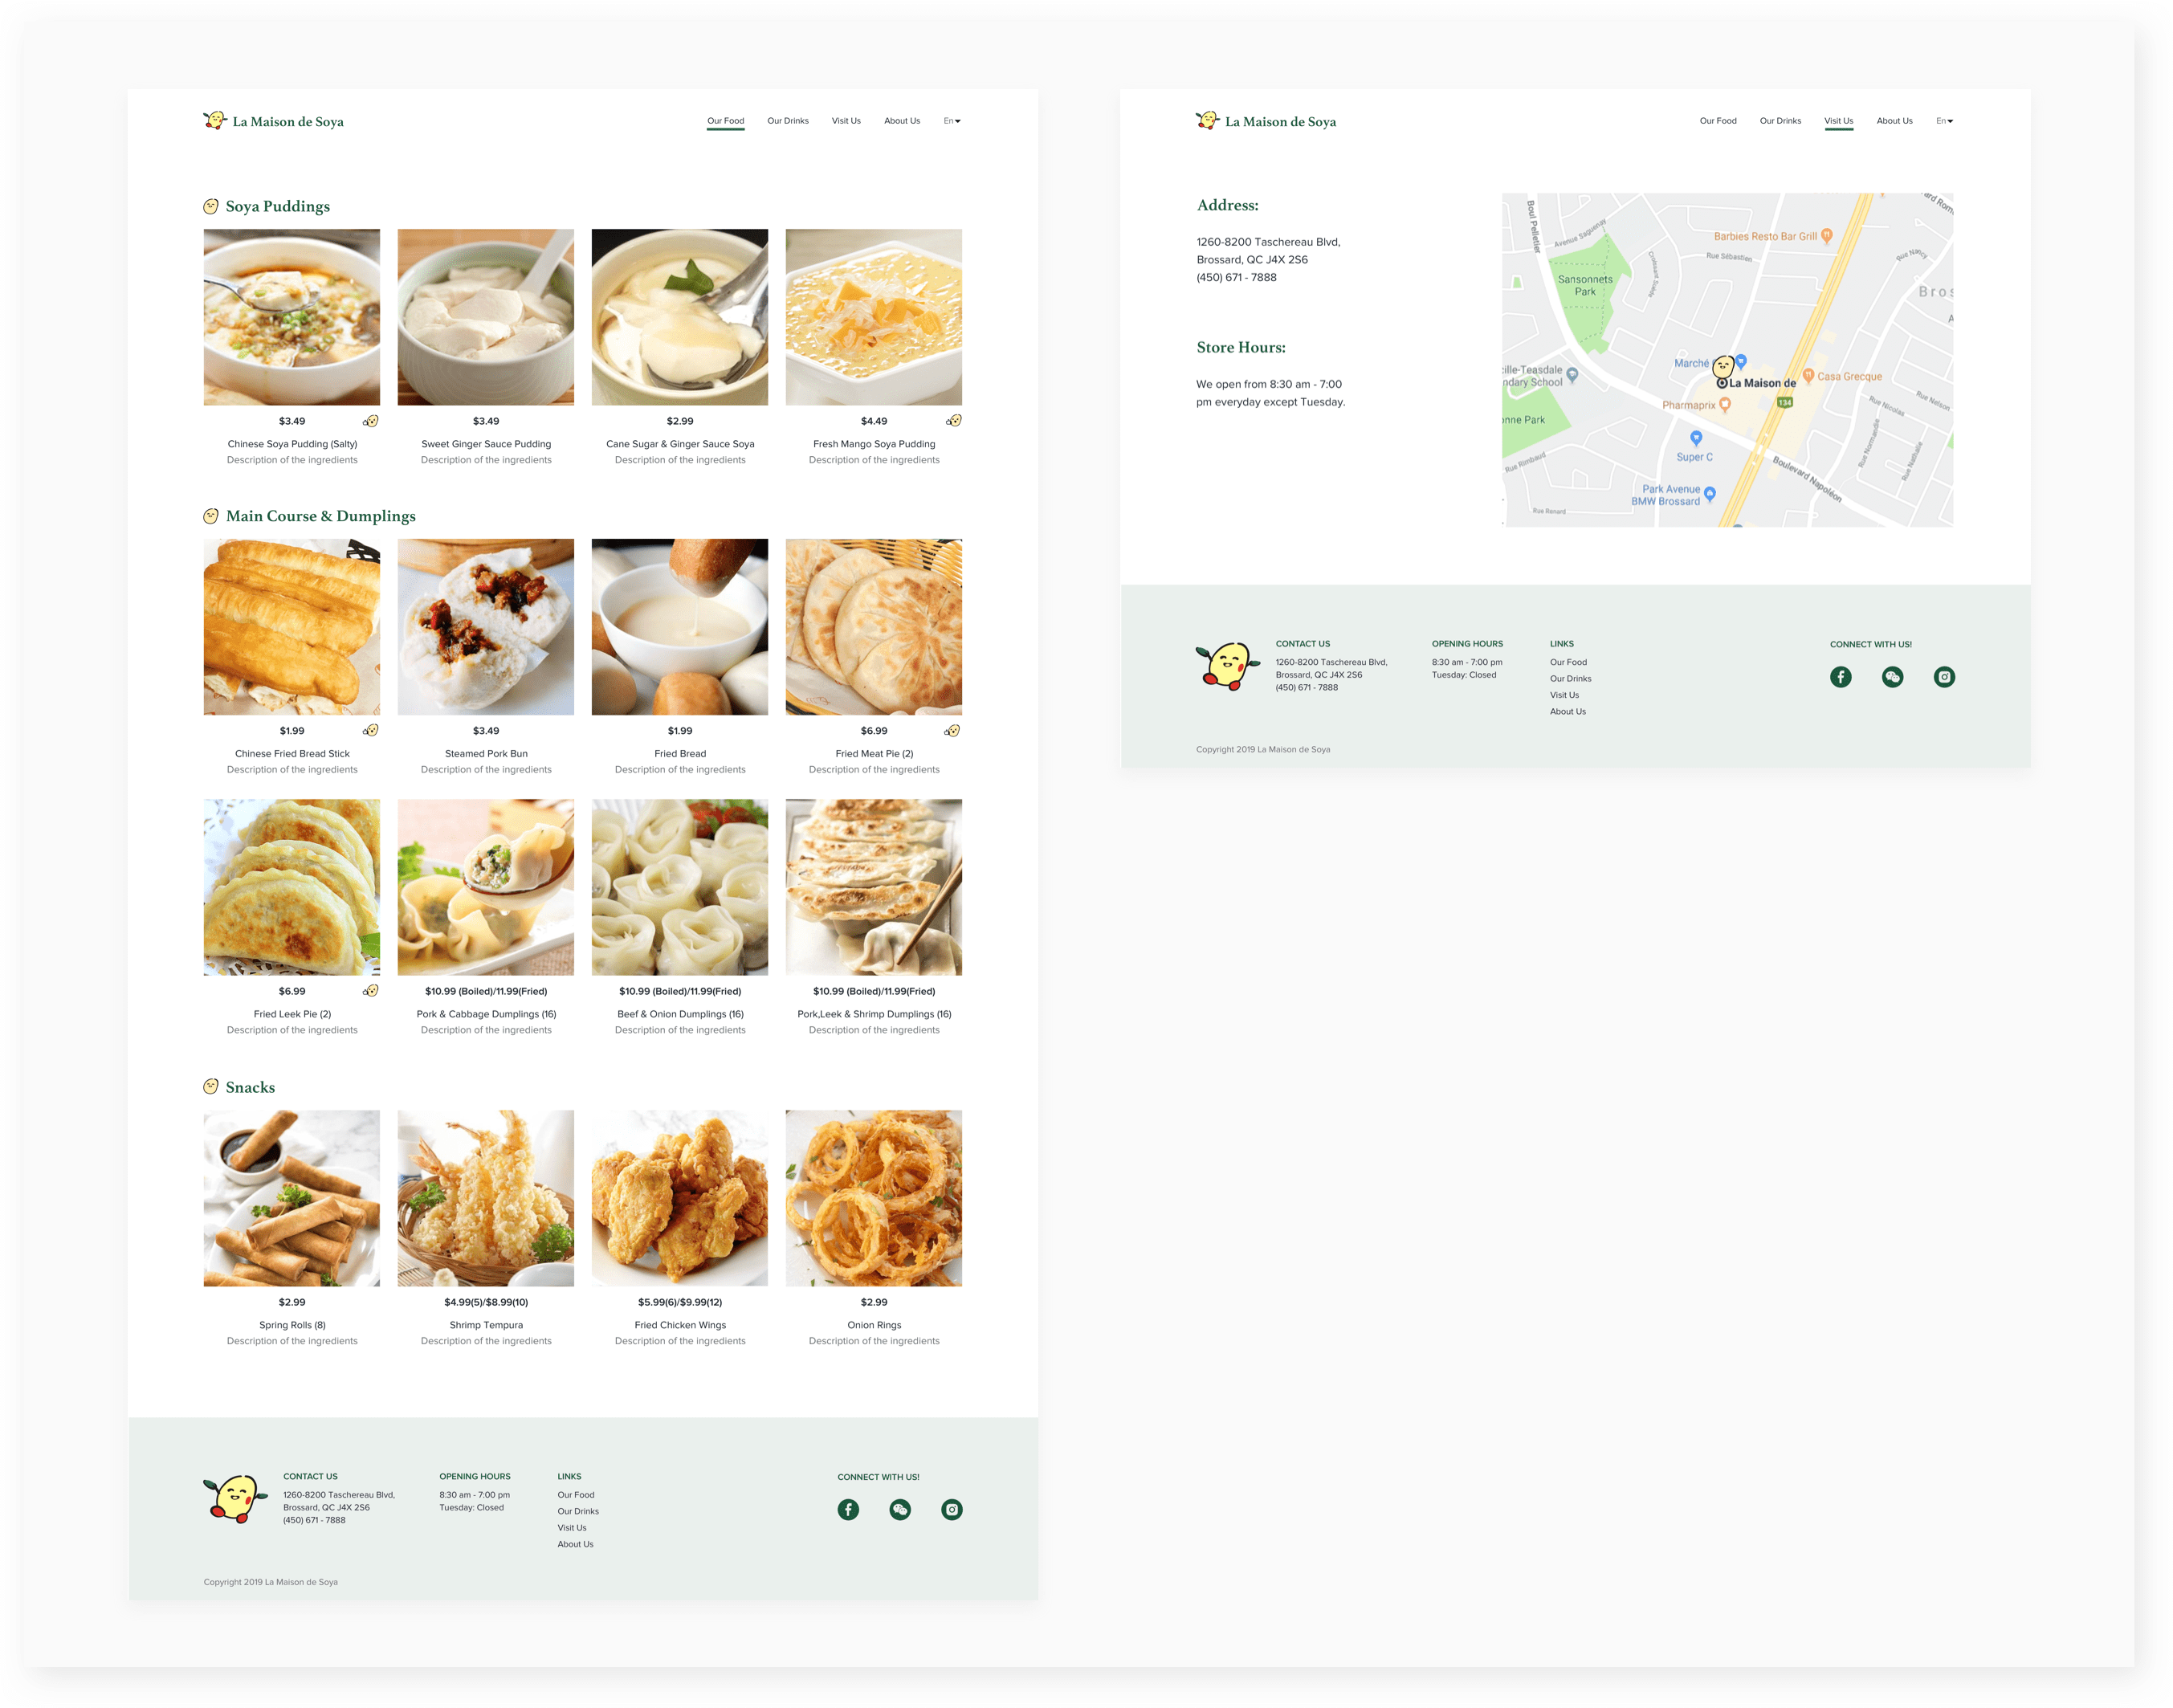 La Maison de Soya
Our Food Our Drinks Visit Us About Us En
Soya Puddings
$3.49 $3.49 $2.99 $4.49
Chinese Soya Pudding (Salty) Sweet Ginger Sauce Pudding Cane Sugar & Ginger Sauce Soya Fresh Mango Soya Pudding
Description of the ingredients Description of the ingredients Description of the ingredients Description of the ingredients
Main Course & Dumplings
$1.99 $3.49 $1.99 $6.99
Chinese Fried Bread Stick Steamed Pork Bun Fried Bread Fried Meat Pie (2)
Description of the ingredients Description of the ingredients Description of the ingredients Description of the ingredients
$6.99 $10.99 (Boiled)/11.99(Fried) $10.99 (Boiled)/11.99(Fried) $10.99 (Boiled)/11.99(Fried)
Fried Leek Pie (2) Pork & Cabbage Dumplings (16) Beef & Onion Dumplings (16) Pork,Leek & Shrimp Dumplings (16)
Description of the ingredients Description of the ingredients Description of the ingredients Description of the ingredients
Snacks
$2.99 $4.99(5)/$8.99(10) $5.99(6)/$9.99(12) $2.99
Spring Rolls (8) Shrimp Tempura Fried Chicken Wings Onion Rings
Description of the ingredients Description of the ingredients Description of the ingredients Description of the ingredients
CONTACT US
1260-8200 Taschereau Blvd,
Brossard, QC J4X 2S6
(450) 671 - 7888
OPENING HOURS
8:30 am - 7:00 pm
Tuesday: Closed
LINKS
Our Food
Our Drinks
Visit Us
About Us
CONNECT WITH US!
Copyright 2019 La Maison de Soya
La Maison de Soya
Our Food Our Drinks Visit Us About Us En
Address:
1260-8200 Taschereau Blvd,
Brossard, QC J4X 2S6
(450) 671 - 7888
Store Hours:
We open from 8:30 am - 7:00
pm everyday except Tuesday.
Boul Pelletier
Avenue Saguenay
Croissant Sahara
Barbies Resto Bar Grill
Rue Sébastien
Rue Nancy
Sansonnets
Park
Bros
Marché
La Maison de
Casa Grecque
ille-Teasdale
ndary School
Pharmaprix
134
Rue Nicolas
Rue Nelson
onne Park
Rue Normandie
Rue Nathalie
Super C
Rue Rimbaud
Boulevard Napoléon
Park Avenue
BMW Brossard
Rue Renard
CONTACT US
1260-8200 Taschereau Blvd,
Brossard, QC J4X 2S6
(450) 671 - 7888
OPENING HOURS
8:30 am - 7:00 pm
Tuesday: Closed
LINKS
Our Food
Our Drinks
Visit Us
About Us
CONNECT WITH US!
Copyright 2019 La Maison de Soya